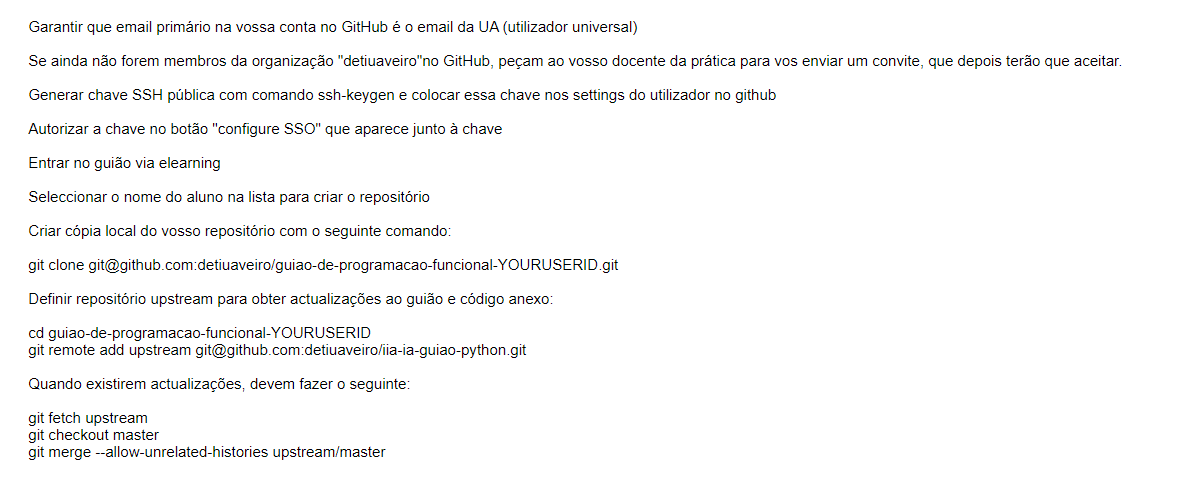 Garantir que email primário na vossa conta no GitHub é o email da UA (utilizador universal)
Se ainda não forem membros da organização "detiuaveiro"no GitHub, peçam ao vosso docente da prática para vos enviar um convite, que depois terão que aceitar.
Generar chave SSH pública com comando ssh-keygen e colocar essa chave nos settings do utilizador no github
Autorizar a chave no botão "configure SSO" que aparece junto à chave
Entrar no guião via elearning
Seleccionar o nome do aluno na lista para criar o repositório
Criar cópia local do vosso repositório com o seguinte comando:
git clone git@github.com:detiuaveiro/guiao-de-programacao-funcional-YOURUSERID.git
Definir repositório upstream para obter actualizações ao guião e código anexo:
cd guiao-de-programacao-funcional-YOURUSERID
git remote add upstream git@github.com:detiuaveiro/iia-ia-guiao-python.git
Quando existirem actualizações, devem fazer o seguinte:
git fetch upstream
git checkout master
git merge --allow-unrelated-histories upstream/master